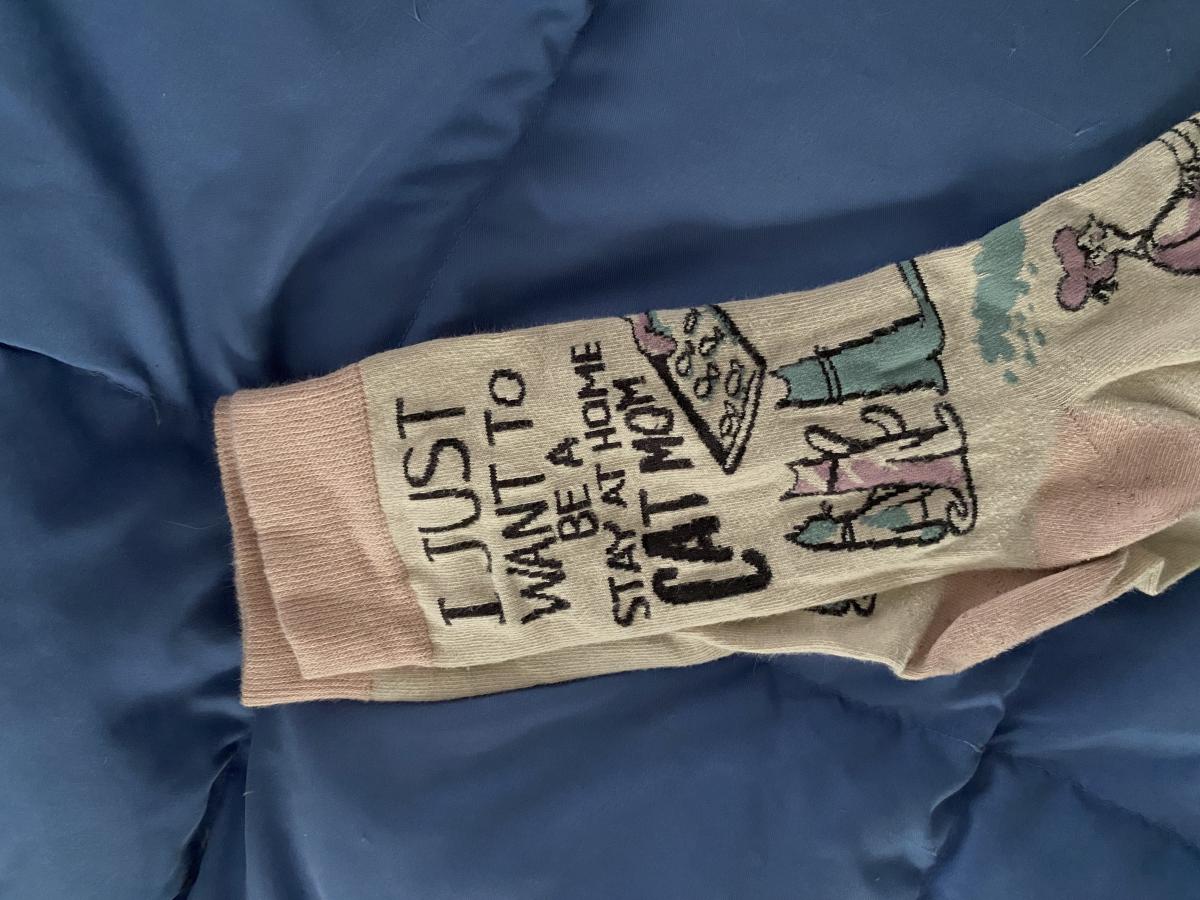 I JUST
WANT TO
BE A
STAY AT HOME
CAT MOM